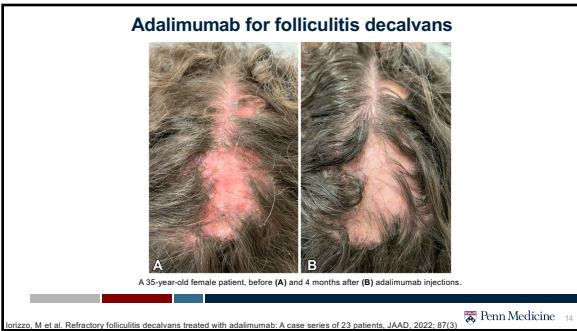 Adalimumab for folliculitis decalvans
A
B
A 35-year-old female patient, before (A) and 4 months after (B) adalimumab injections.
Iorizzo, M et al. Refractory folliculitis decalvans treated with adalimumab: A case series of 23 patients, JAAD, 2022; 87(3)
Penn Medicine
14